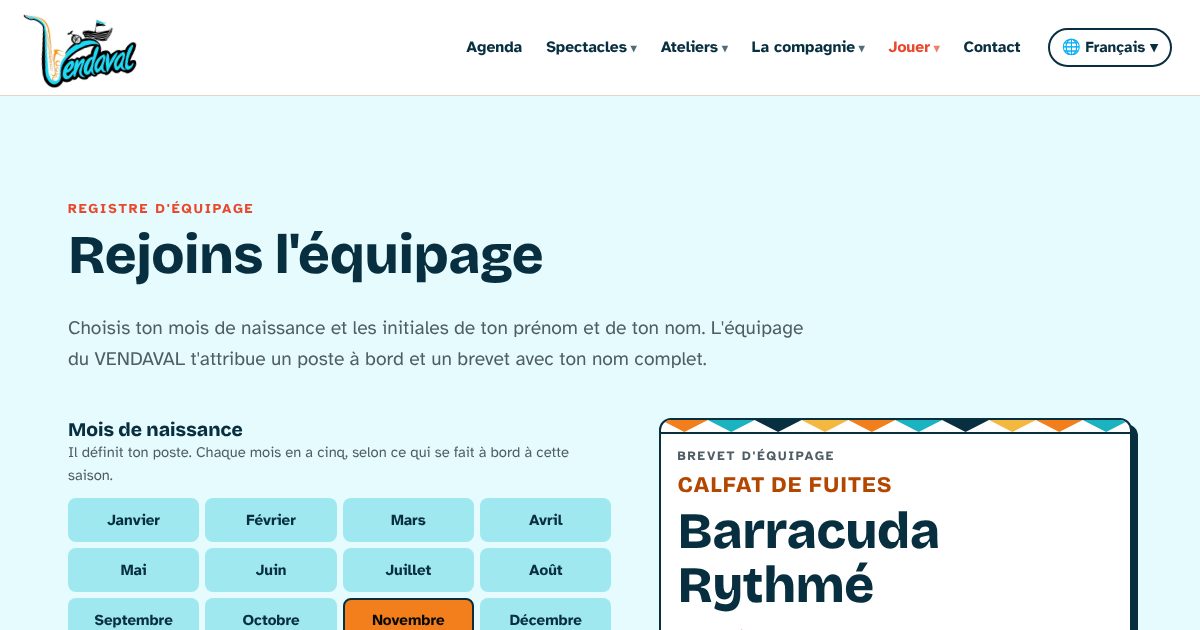 Vendaval
Agenda Spectacles ▾ Ateliers ▾ La compagnie ▾ Jouer ▾ Contact 🌐 Français ▾
REGISTRE D'ÉQUIPAGE
Rejoins l'équipage
Choisis ton mois de naissance et les initiales de ton prénom et de ton nom. L'équipage
du VENDAVAL t'attribue un poste à bord et un brevet avec ton nom complet.
Mois de naissance
Il définit ton poste. Chaque mois en a cinq, selon ce qui se fait à bord à cette
saison.
Janvier Février Mars Avril
Mai Juin Juillet Août
Septembre Octobre Novembre Décembre
BREVET D'ÉQUIPAGE
CALFAT DE FUITES
Barracuda
Rythmé